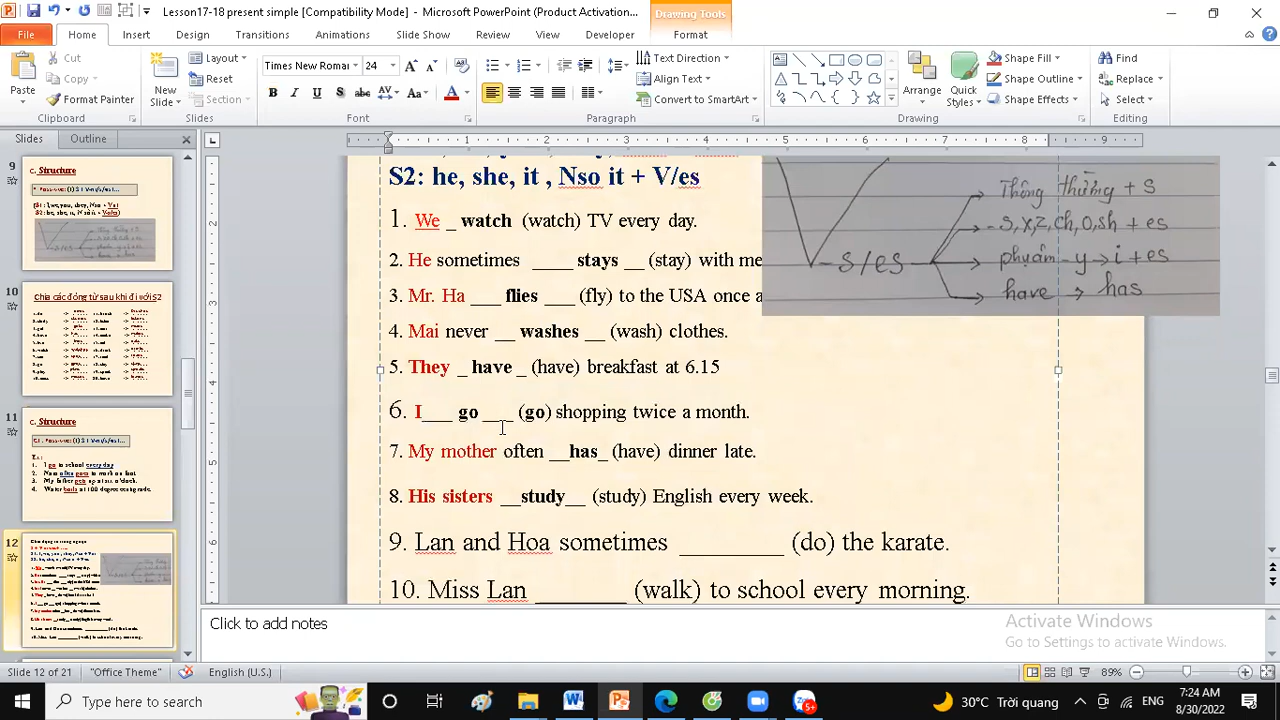 Lesson17-18 present simple [Compatibility Mode] - Microsoft PowerPoint (Product Activation...
Drawing Tools
File Home Insert Design Transitions Animations Slide Show Review View Developer Format
Paste
Cut
Copy
Format Painter
Clipboard
New Slide
Layout
Reset
Section
Slides
Times New Roma 24
Font
Paragraph
Text Direction
Align Text
Convert to SmartArt
Arrange
Quick Styles
Shape Fill
Shape Outline
Shape Effects
Drawing
Find
Replace
Select
Editing
Slides Outline
9
c. Structure
10
Chia các động từ sau khi đi với S2
11
c. Structure
12
S2: he, she, it , Nso it + V/es
1. We _ watch (watch) TV every day.
2. He sometimes ____ stays __ (stay) with me
3. Mr. Ha ___ flies ___ (fly) to the USA once a
4. Mai never __ washes __ (wash) clothes.
5. They _ have _ (have) breakfast at 6.15
6. I___ go ___ (go) shopping twice a month.
7. My mother often __has_ (have) dinner late.
8. His sisters __study__ (study) English every week.
9. Lan and Hoa sometimes ________ (do) the karate.
10. Miss Lan ________ (walk) to school every morning.
Thông thường + s
- s, x, z, ch, o, sh + es
- s/es
phụ âm - y → i + es
have → has
Click to add notes
Activate Windows
Go to Settings to activate Windows.
Slide 12 of 21 "Office Theme" English (U.S.) 89%
Type here to search
5+
30°C Trời quang
ENG
7:24 AM
8/30/2022